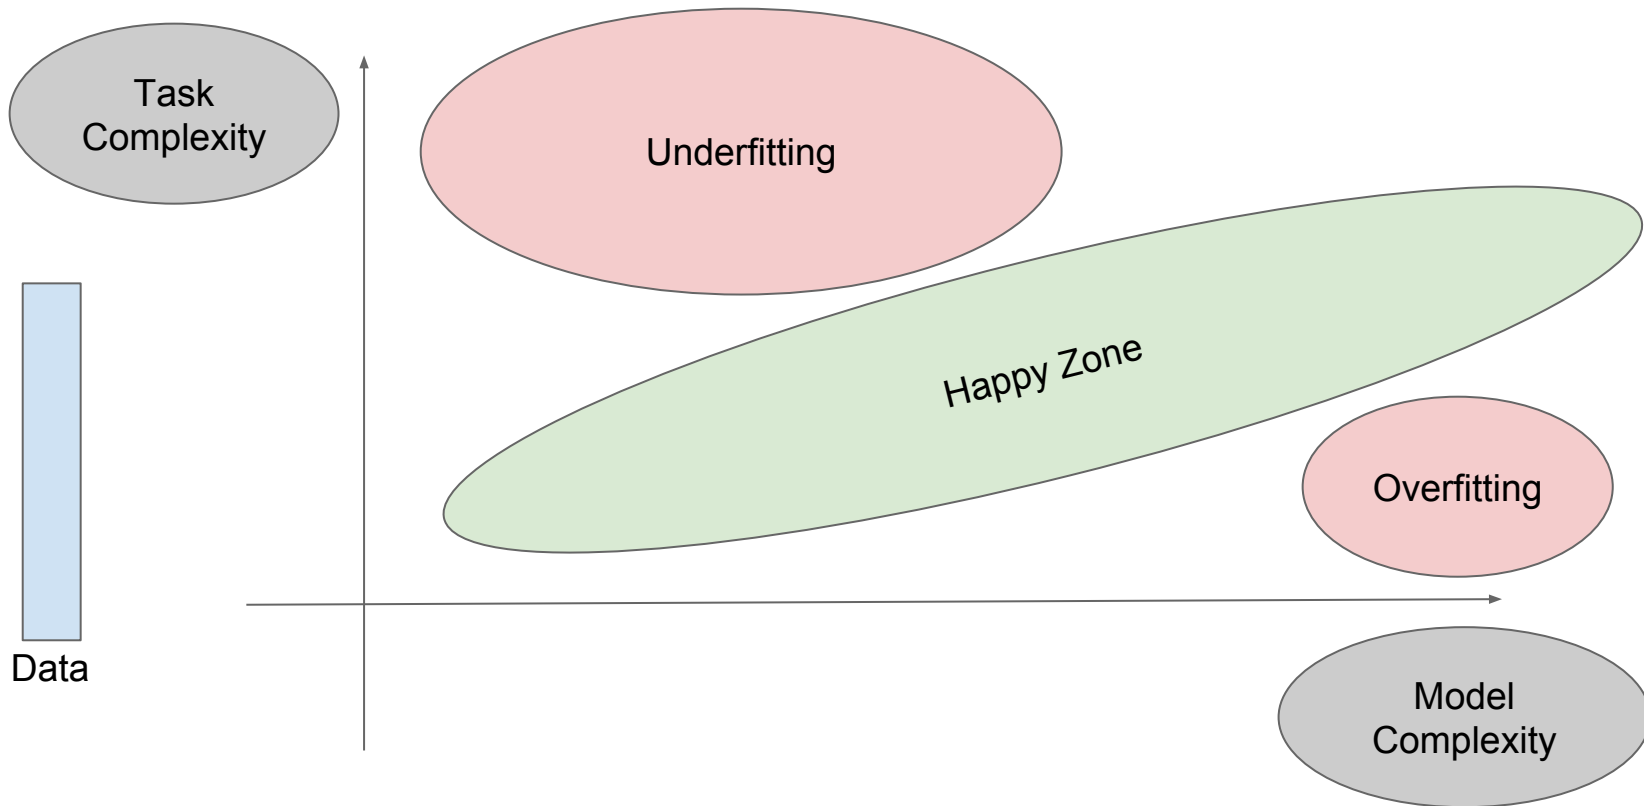 Task
Complexity
Underfitting
Happy Zone
Overfitting
Data
Model
Complexity